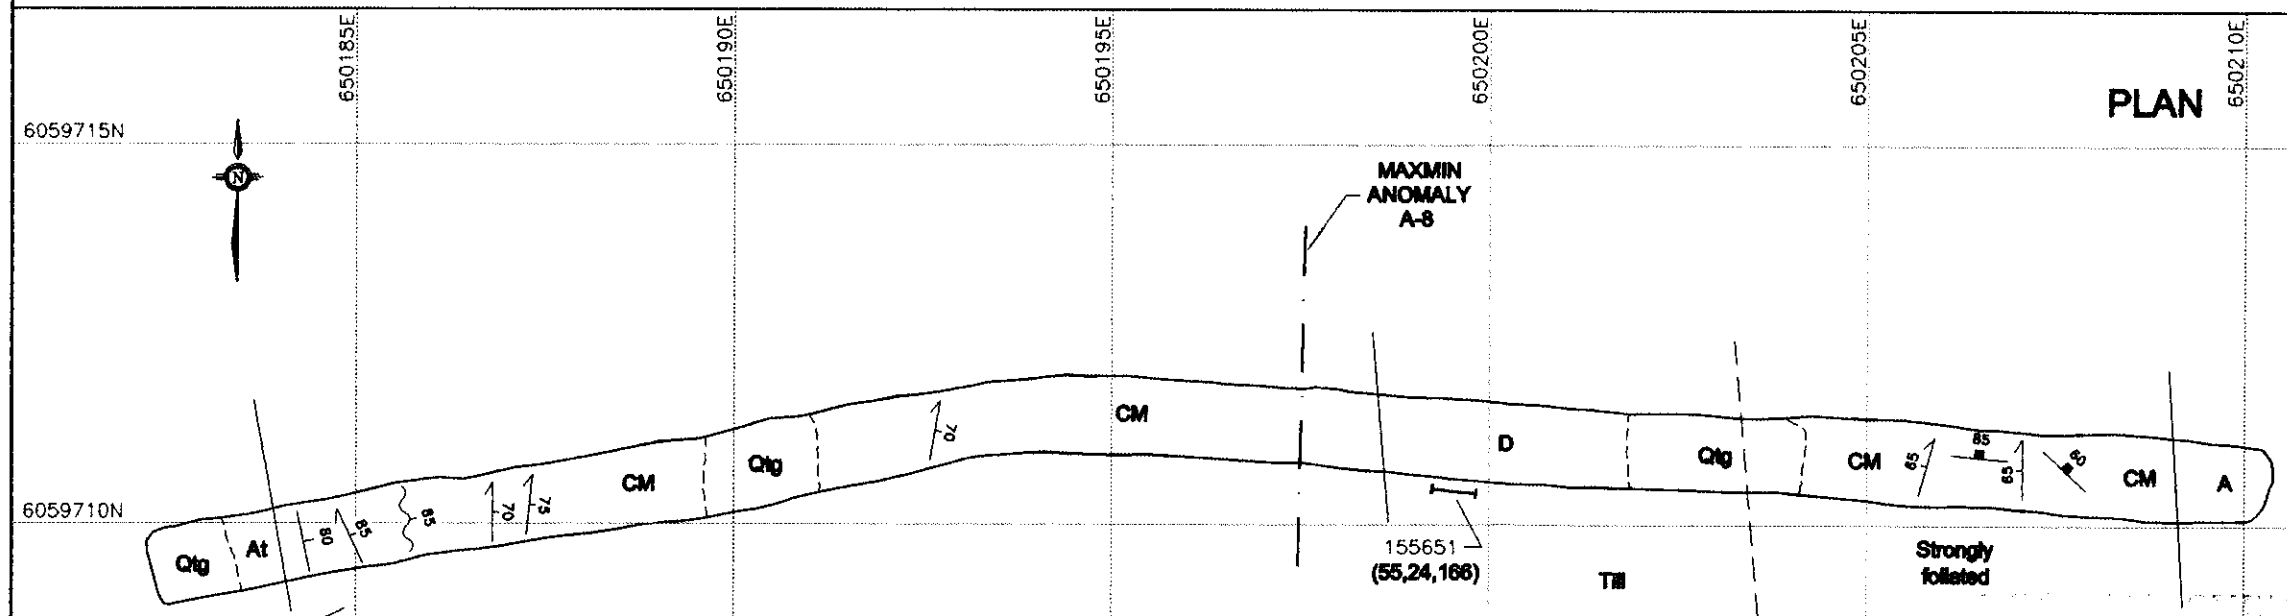 650185E
650190E
650195E
650200E
650205E
650210E
PLAN
6059715N
N
MAXMIN
ANOMALY
A-8
CM
D
Qtg
CM
65
85
65
60
CM
A
70
Qtg
CM
75
70
85
85
80
At
Qtg
6059710N
155651
(55,24,166)
Till
Strongly
foliated